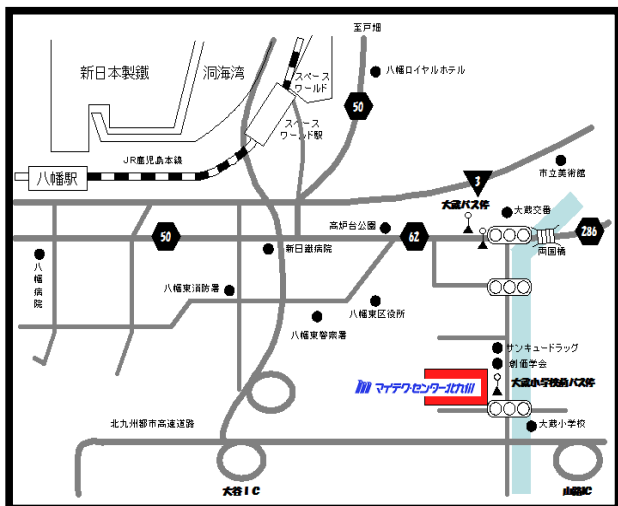 至戸畑
新日本製鐵
洞海湾
スペース
ワールド
八幡ロイヤルホテル
50
スペース
ワールド駅
JR鹿児島本線
八幡駅
市立美術館
3
大蔵バス停
大蔵交番
高炉台公園
50
62
286
両国橋
新日鐵病院
八幡病院
八幡東消防署
八幡東区役所
八幡東警察署
サンキュードラッグ
創価学会
マイテク・センター北九州
大蔵小学校前バス停
北九州都市高速道路
大蔵小学校
大谷IC
山路IC